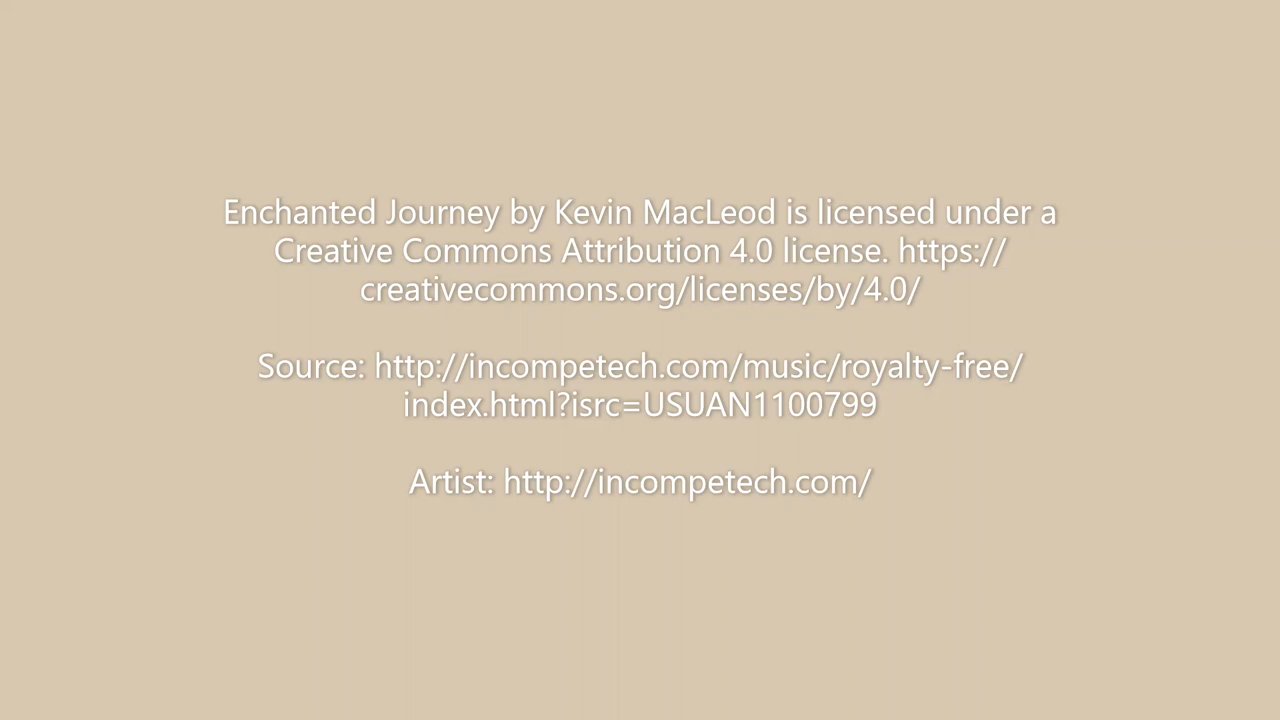 Enchanted Journey by Kevin MacLeod is licensed under a
Creative Commons Attribution 4.0 license. https://
creativecommons.org/licenses/by/4.0/
Source: http://incompetech.com/music/royalty-free/
index.html?isrc=USUAN1100799
Artist: http://incompetech.com/